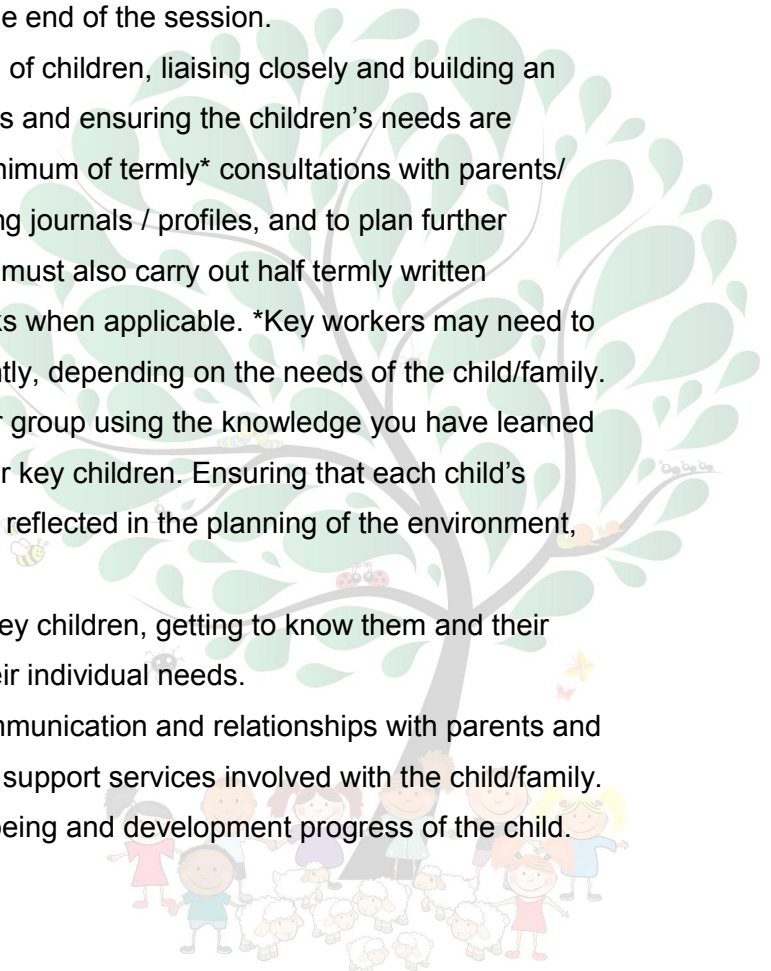 e end of the session.
of children, liaising closely and building an
s and ensuring the children’s needs are
nimum of termly* consultations with parents/
ng journals / profiles, and to plan further
must also carry out half termly written
ks when applicable. *Key workers may need to
ntly, depending on the needs of the child/family.
r group using the knowledge you have learned
r key children. Ensuring that each child’s
reflected in the planning of the environment,
ey children, getting to know them and their
eir individual needs.
mmunication and relationships with parents and
support services involved with the child/family.
being and development progress of the child.